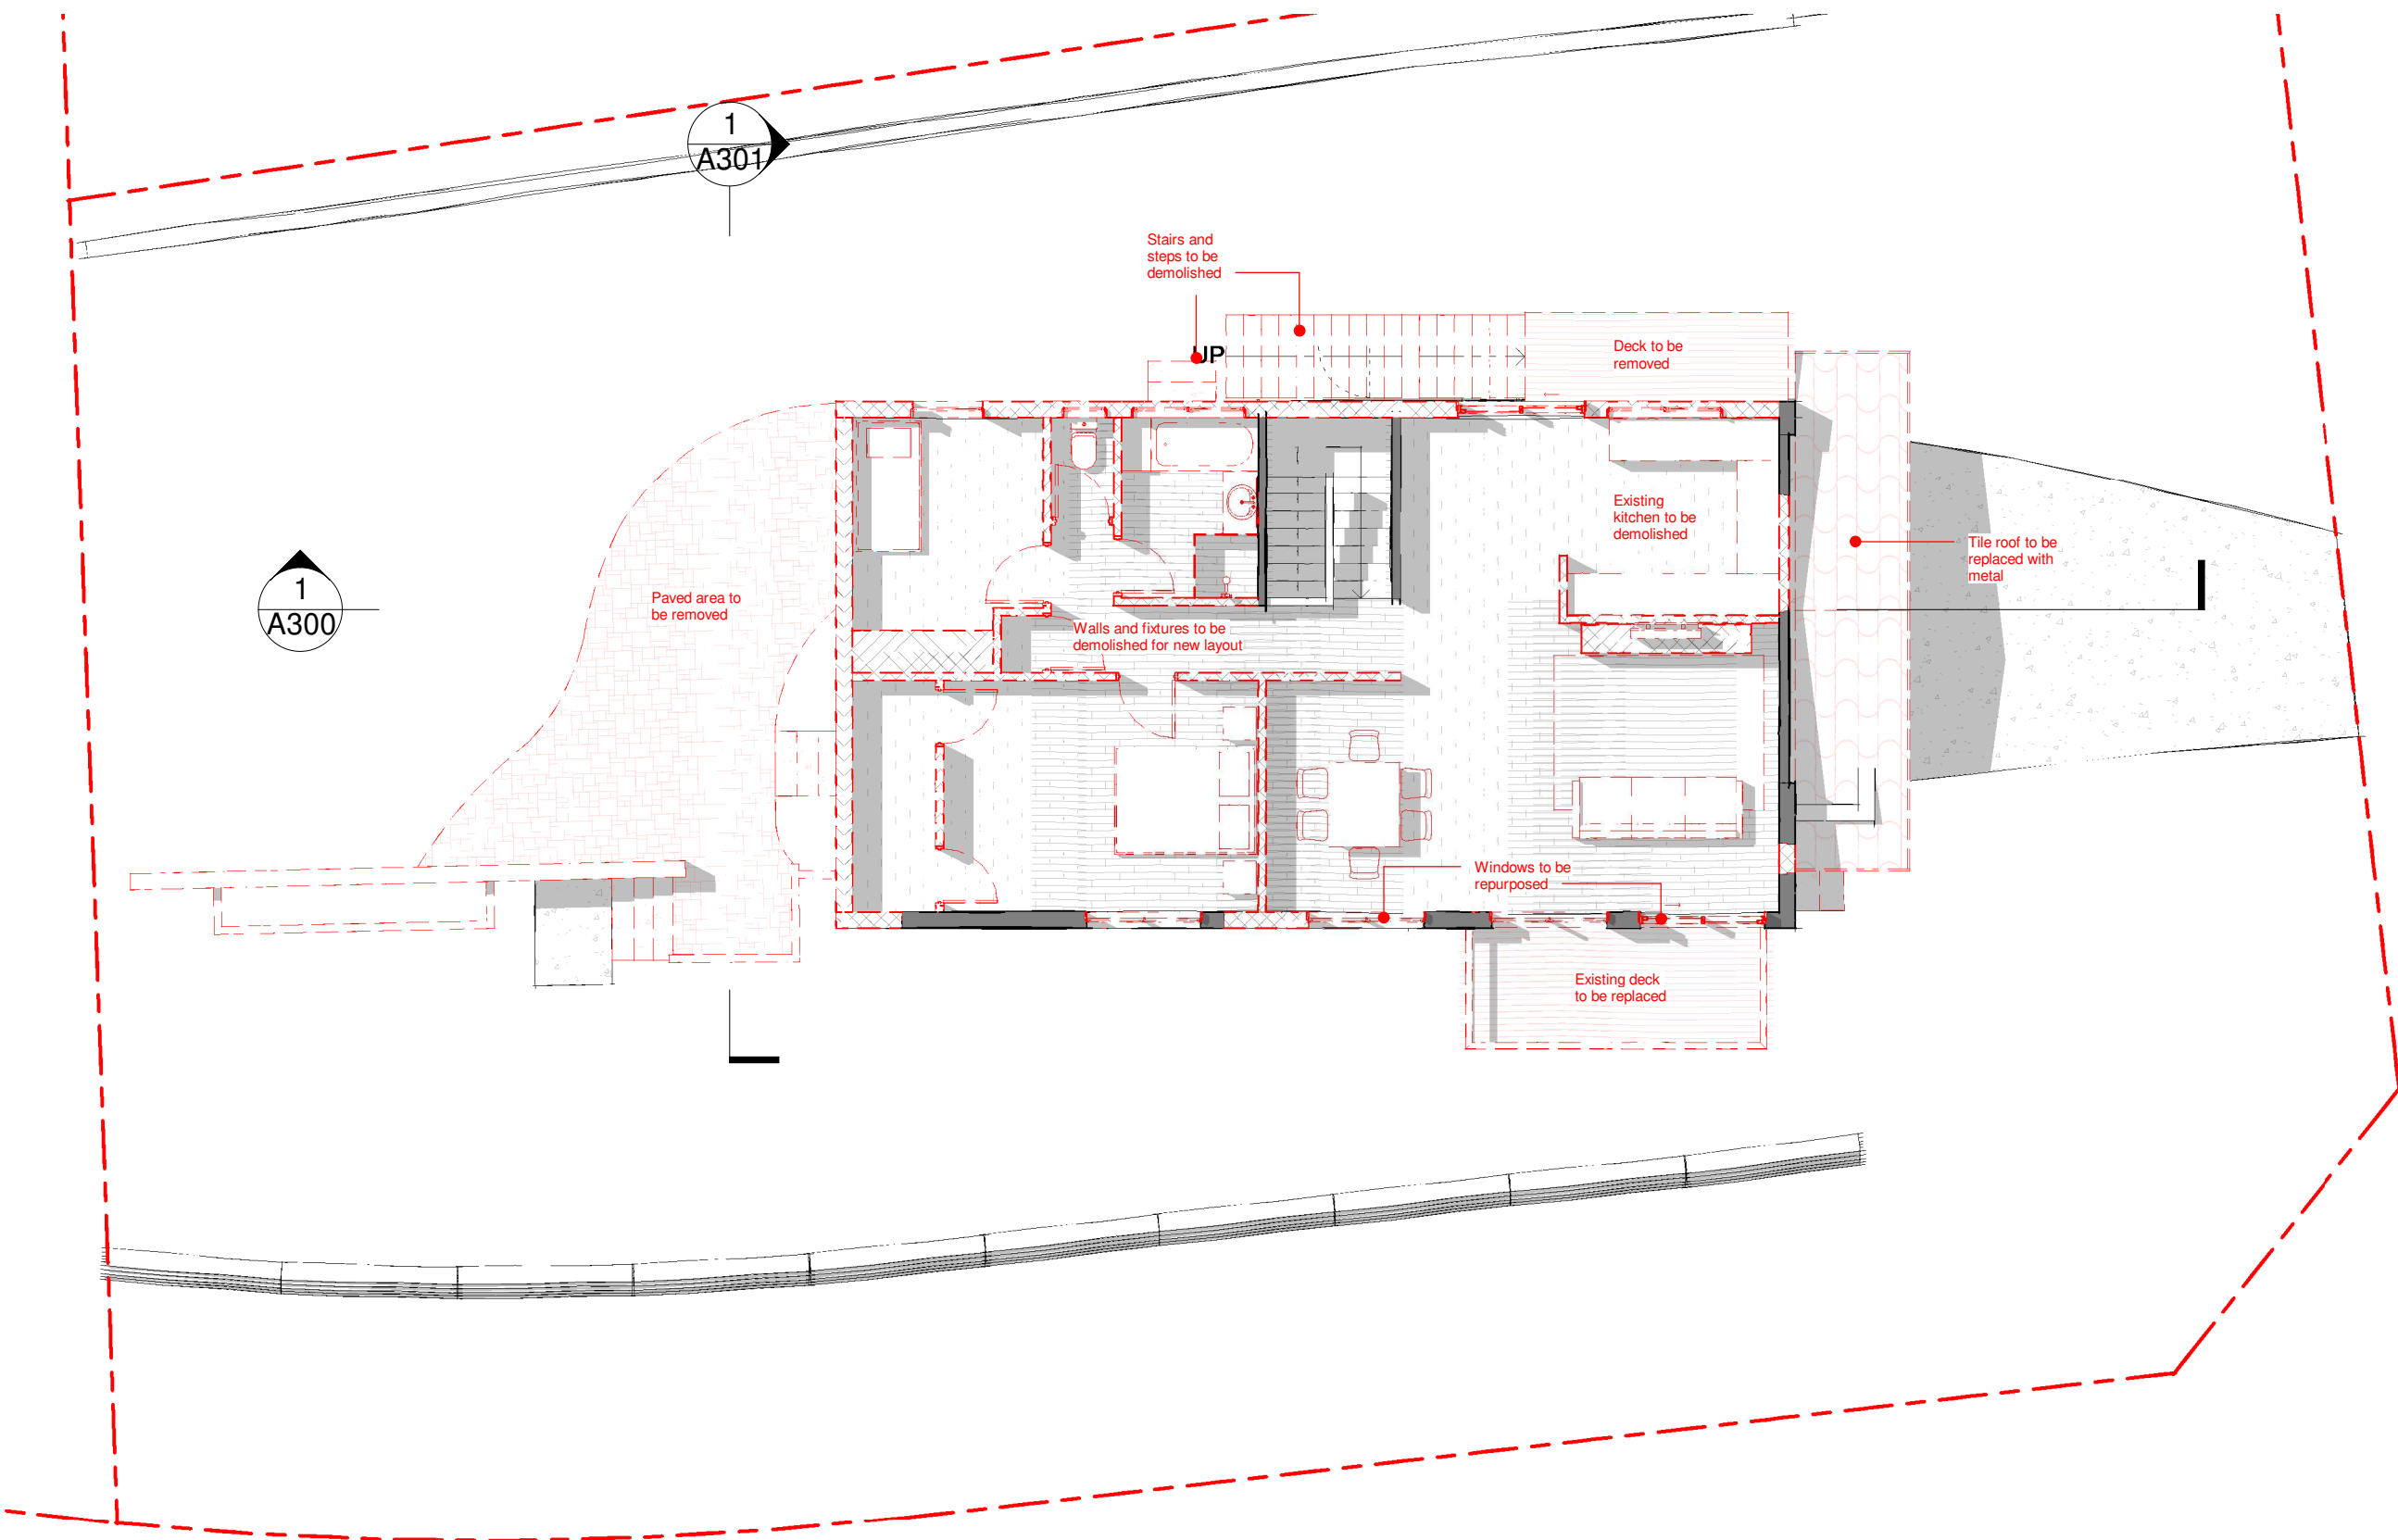 1
A301
Stairs and
steps to be
demolished
UP
Deck to be
removed
Existing
kitchen to be
demolished
Tile roof to be
replaced with
metal
1
A300
Paved area to
be removed
Walls and fixtures to be
demolished for new layout
Windows to be
repurposed
Existing deck
to be replaced